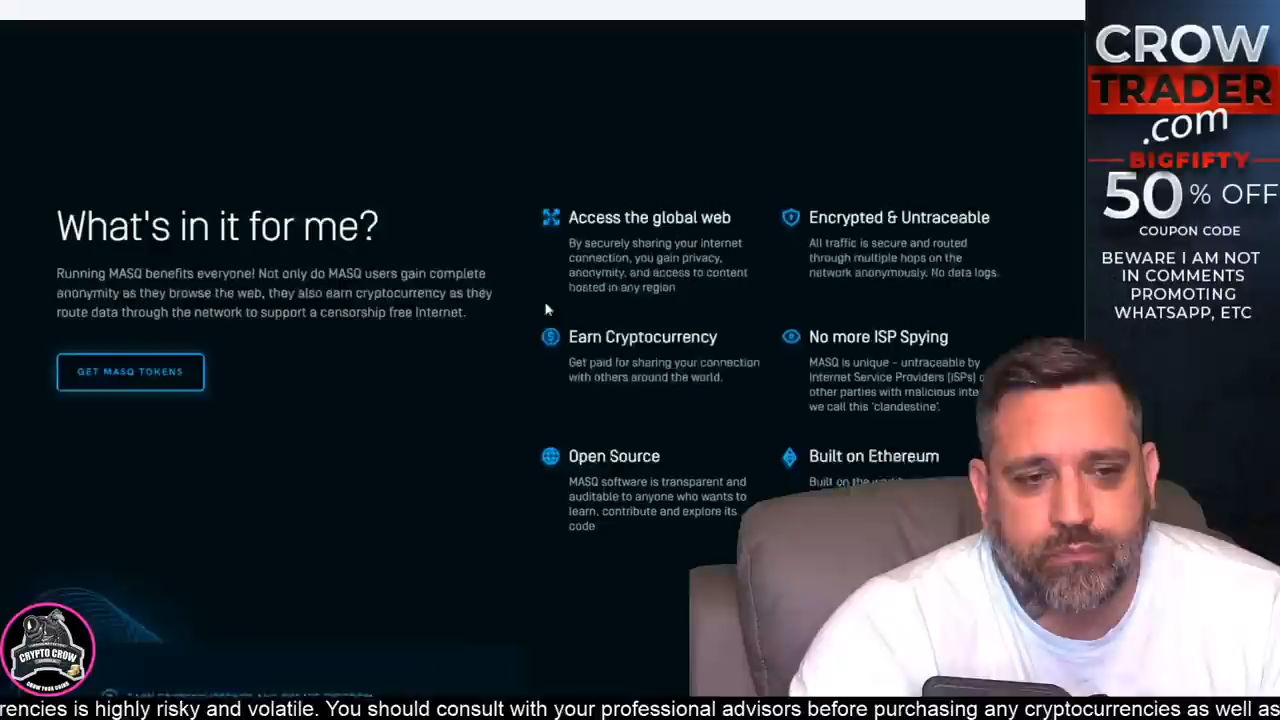 What's in it for me?
Running MASQ benefits everyone! Not only do MASQ users gain complete
anonymity as they browse the web, they also earn cryptocurrency as they
route data through the network to support a censorship free Internet.
GET MASQ TOKENS
Access the global web
By securely sharing your internet
connection, you gain privacy,
anonymity, and access to content
hosted in any region
Encrypted & Untraceable
All traffic is secure and routed
through multiple hops on the
network anonymously. No data logs.
Earn Cryptocurrency
Get paid for sharing your connection
with others around the world.
No more ISP Spying
MASQ is unique - untraceable by
Internet Service Providers (ISPs)
other parties with malicious
we call this 'clandestine'.
Open Source
MASQ software is transparent and
auditable to anyone who wants to
learn, contribute and explore its
code
Built on Ethereum
Built on the
CROW
TRADER
.com
BIGFIFTY
50% OFF
COUPON CODE
BEWARE I AM NOT
IN COMMENTS
PROMOTING
WHATSAPP, ETC
CRYPTO CROW
GROW YOUR COINS
rencies is highly risky and volatile. You should consult with your professional advisors before purchasing any cryptocurrencies as well as